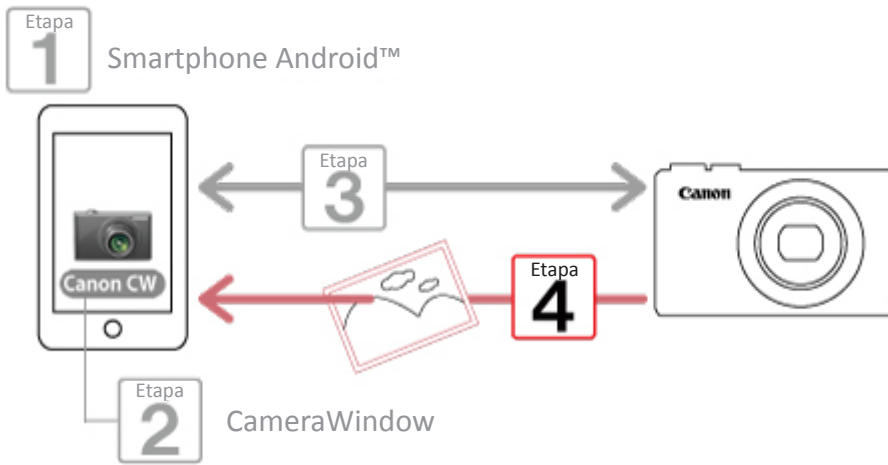 Etapa
1
Smartphone Android™
Etapa
3
Canon
Canon CW
Etapa
4
Etapa
2
CameraWindow